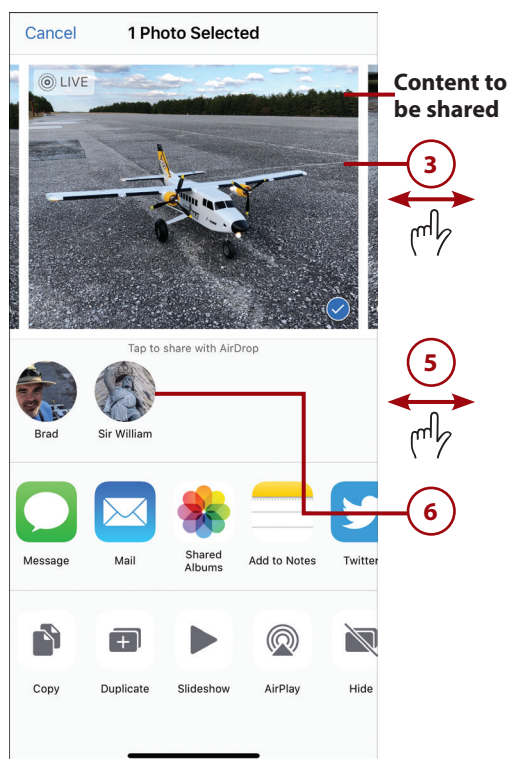 Cancel
1 Photo Selected
LIVE
Content to
be shared
3
Tap to share with AirDrop
5
Brad
Sir William
6
Message
Mail
Shared
Albums
Add to Notes
Twitter
Copy
Duplicate
Slideshow
AirPlay
Hide